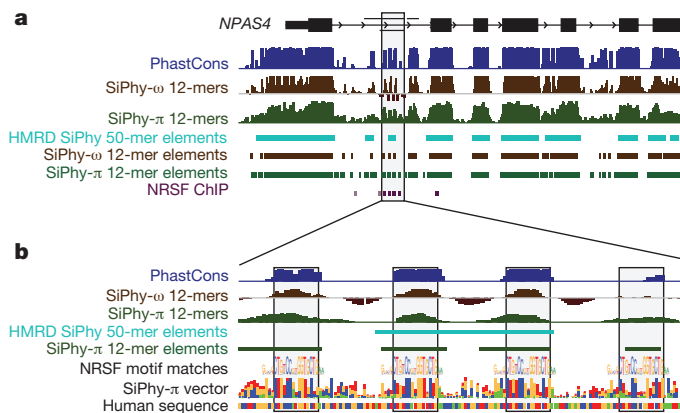 a
NPAS4
PhastCons
SiPhy-ω 12-mers
SiPhy-π 12-mers
HMRD SiPhy 50-mer elements
SiPhy-ω 12-mer elements
SiPhy-π 12-mer elements
NRSF ChIP
b
PhastCons
SiPhy-ω 12-mers
SiPhy-π 12-mers
HMRD SiPhy 50-mer elements
SiPhy-π 12-mer elements
NRSF motif matches
SiPhy-π vector
Human sequence